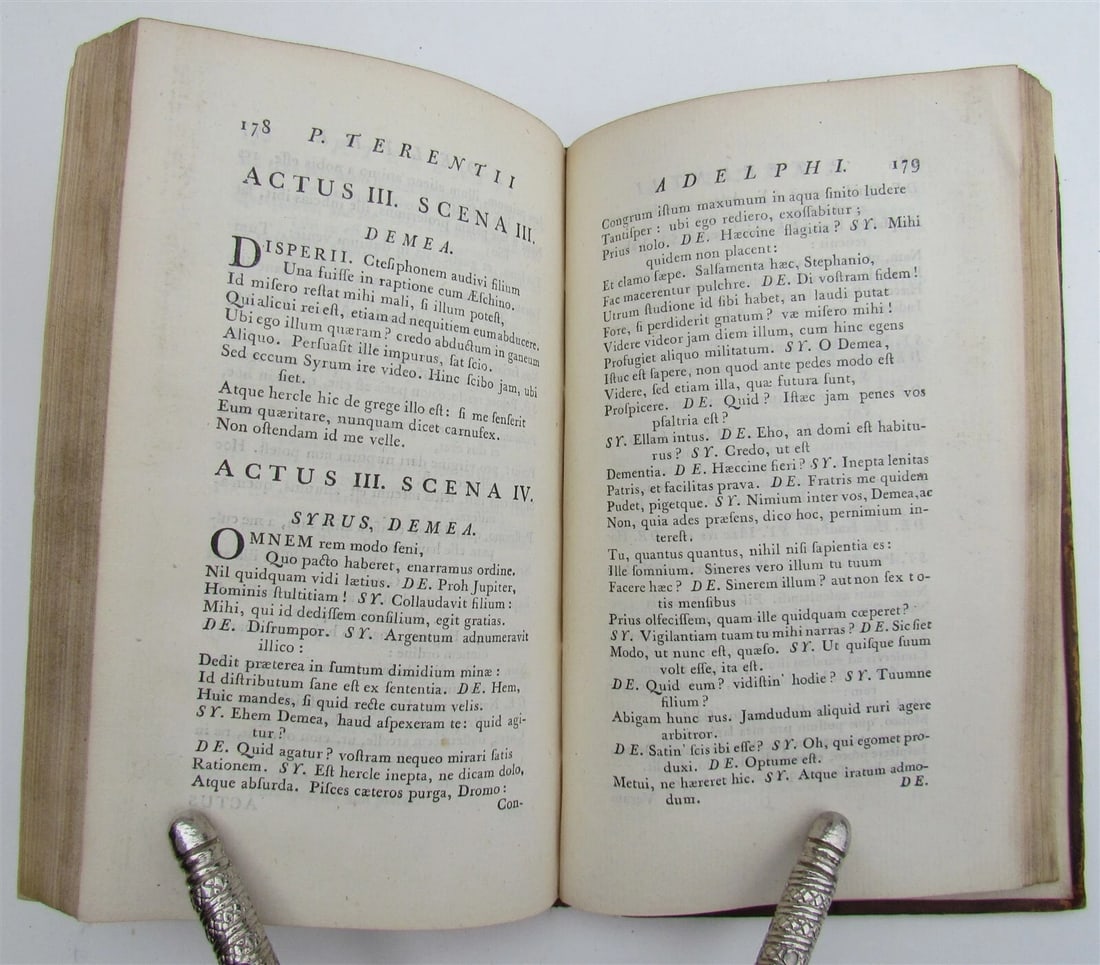 178 P. TERENTII
ACTUS III. SCENA III.
DEMEA.
DISPERII. Cteſiphonem audivi filium
Una fuiſſe in raptione cum Æſchino.
Id miſero reſtat mihi mali, ſi illum poteſt,
Qui alicui rei eſt, etiam ad nequitiem eum abducere.
Ubi ego illum quæram? credo abductum in ganeum
Aliquo. Perſuaſit ille impurus, ſat ſcio.
Sed eccum Syrum ire video. Hinc ſcibo jam, ubi
ſiet.
Atque hercle hic de grege illo eſt: ſi me ſenſerit
Eum quæritare, nunquam dicet carnufex.
Non oſtendam id me velle.
ACTUS III. SCENA IV.
SYRUS, DEMEA.
OMNEM rem modo ſeni,
Quo pacto haberet, enarramus ordine.
Nil quidquam vidi lætius. DE. Proh Jupiter,
Hominis ſtultitiam! SY. Collaudavit filium:
Mihi, qui id dediſſem conſilium, egit gratias.
DE. Diſrumpor. SY. Argentum adnumeravit
illico:
Dedit præterea in ſumtum dimidium minæ:
Id diſtributum ſane eſt ex ſententia. DE. Hem,
Huic mandes, ſi quid recte curatum velis.
SY. Ehem Demea, haud aſpexeram te: quid agi-
tur?
DE. Quid agatur? voſtram nequeo mirari ſatis
Rationem. SY. Eſt hercle inepta, ne dicam dolo,
Atque abſurda. Piſces cæteros purga, Dromo:
Con-
ADELPHI. 179
Congrum iſtum maxumum in aqua ſinito ludere
Tantiſper: ubi ego rediero, exoſſabitur;
Prius nolo. DE. Hæccine flagitia? SY. Mihi
quidem non placent:
Et clamo ſæpe. Salſamenta hæc, Stephanio,
Fac macerentur pulchre. DE. Di voſtram fidem!
Utrum ſtudione id ſibi habet, an laudi putat
Fore, ſi perdiderit gnatum? væ miſero mihi!
Videre videor jam diem illum, cum hinc egens
Profugiet aliquo militatum. SY. O Demea,
Iſtuc eſt ſapere, non quod ante pedes modo eſt
Videre, ſed etiam illa, quæ futura ſunt,
Proſpicere. DE. Quid? Iſtæc jam penes vos
pſaltria eſt?
SY. Ellam intus. DE. Eho, an domi eſt habitu-
rus? SY. Credo, ut eſt
Dementia. DE. Hæccine fieri? SY. Inepta lenitas
Patris, et facilitas prava. DE. Fratris me quidem
Pudet, pigetque. SY. Nimium inter vos, Demea, ac
Non, quia ades præſens, dico hoc, pernimium in-
tereſt.
Tu, quantus quantus, nihil niſi ſapientia es:
Ille ſomnium. Sineres vero illum tu tuum
Facere hæc? DE. Sinerem illum? aut non ſex to-
tis menſibus
Prius olfeciſſem, quam ille quidquam cœperet?
SY. Vigilantiam tuam tu mihi narras? DE. Sic ſiet
Modo, ut nunc eſt, quæſo. SY. Ut quiſque ſuum
volt eſſe, ita eſt.
DE. Quid eum? vidiſtin' hodie? SY. Tuumne
filium?
Abigam hunc rus. Jamdudum aliquid ruri agere
arbitror.
DE. Satin' ſcis ibi eſſe? SY. Oh, qui egomet pro-
duxi. DE. Optume eſt.
Metui, ne hæreret hic. SY. Atque iratum admo-
dum. DE.